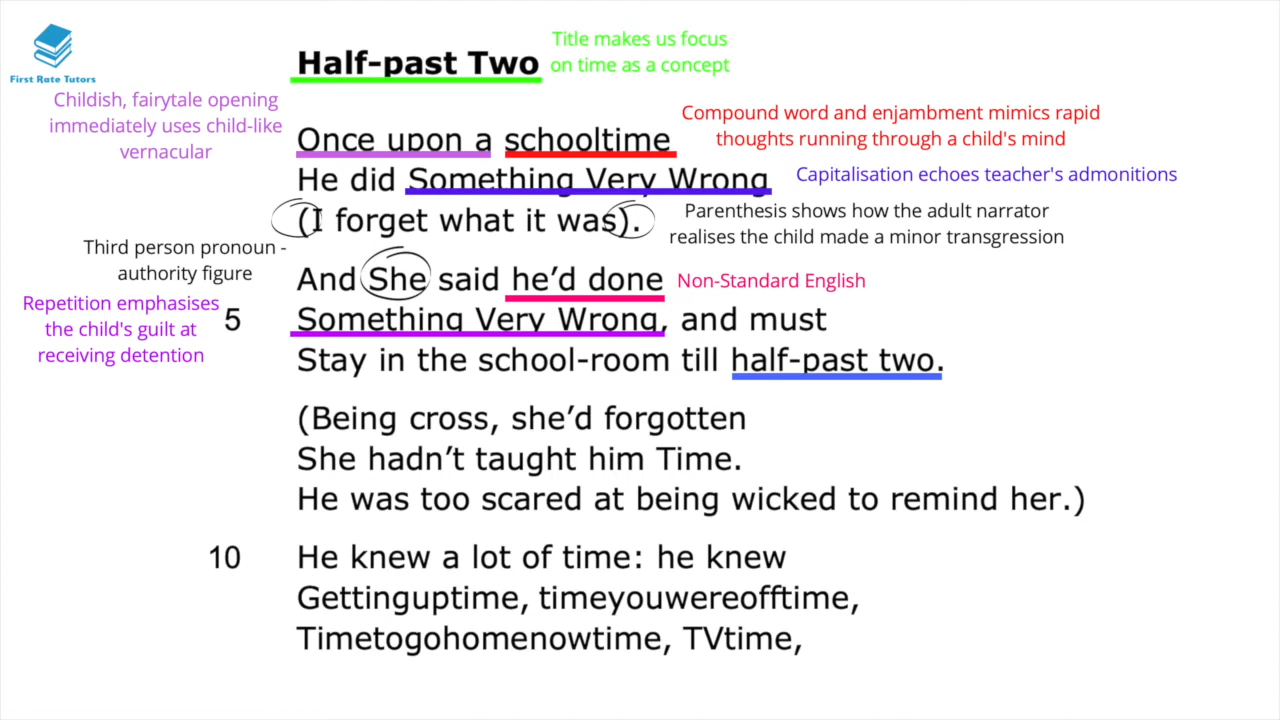 First Rate Tutors
Half-past Two
Title makes us focus
on time as a concept
Childish, fairytale opening
immediately uses child-like
vernacular
Once upon a schooltime
Compound word and enjambment mimics rapid
thoughts running through a child's mind
He did Something Very Wrong
Capitalisation echoes teacher's admonitions
(I forget what it was).
Parenthesis shows how the adult narrator
realises the child made a minor transgression
Third person pronoun -
authority figure
And She said he’d done
Non-Standard English
Repetition emphasises
the child's guilt at
receiving detention
5 Something Very Wrong, and must
Stay in the school-room till half-past two.
(Being cross, she’d forgotten
She hadn’t taught him Time.
He was too scared at being wicked to remind her.)
10 He knew a lot of time: he knew
Gettinguptime, timeyouwereofftime,
Timetogohomenowtime, TVtime,